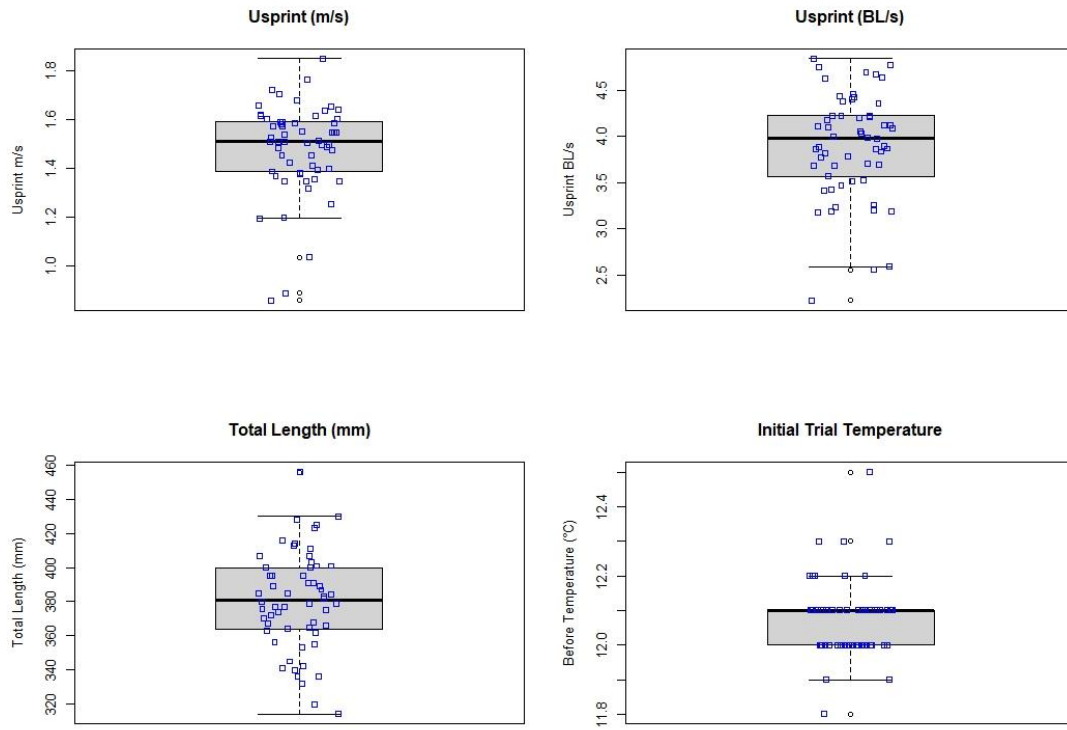 Usprint (m/s)
Usprint m/s
1.8
1.6
1.4
1.2
1.0
Usprint (BL/s)
Usprint BL/s
4.5
4.0
3.5
3.0
2.5
Total Length (mm)
Total Length (mm)
460
440
420
400
380
360
340
320
Initial Trial Temperature
Before Temperature (°C)
12.4
12.2
12.0
11.8